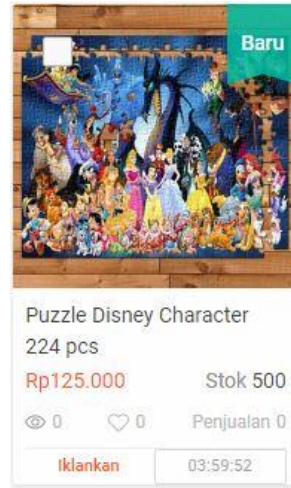 Baru
Puzzle Disney Character
224 pcs
Rp125.000 Stok 500
0 0 Penjualan 0
Iklankan 03:59:52